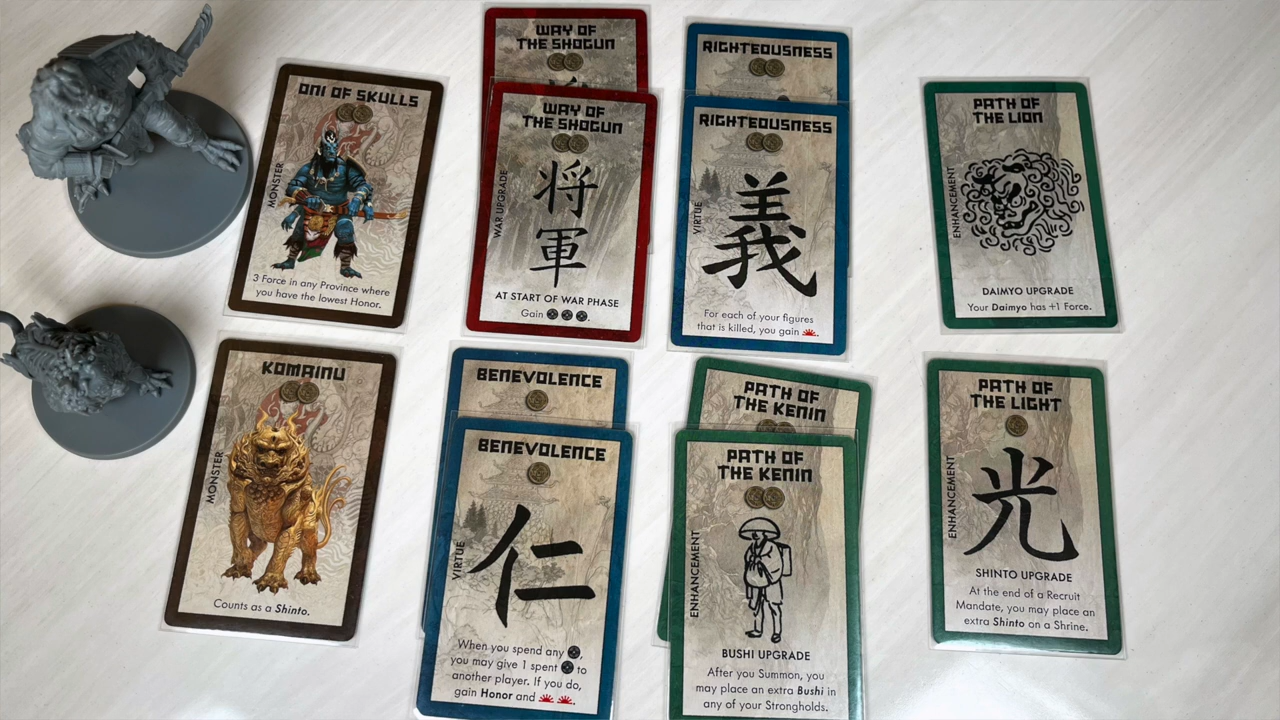 ONI OF SKULLS
MONSTER
3 Force in any Province where
you have the lowest Honor.
WAY OF
THE SHOGUN
WAY OF
THE SHOGUN
WAR UPGRADE
将
軍
AT START OF WAR PHASE
Gain
RIGHTEOUSNESS
RIGHTEOUSNESS
VIRTUE
義
For each of your figures
that is killed, you gain
PATH OF
THE LION
ENHANCEMENT
DAIMYO UPGRADE
Your Daimyo has +1 Force.
KOMAINU
MONSTER
Counts as a Shinto.
BENEVOLENCE
BENEVOLENCE
VIRTUE
仁
When you spend any
you may give 1 spent to
another player. If you do,
gain Honor and
PATH OF
THE KENIN
PATH OF
THE KENIN
ENHANCEMENT
BUSHI UPGRADE
After you Summon, you
may place an extra Bushi in
any of your Strongholds.
PATH OF
THE LIGHT
ENHANCEMENT
光
SHINTO UPGRADE
At the end of a Recruit
Mandate, you may place an
extra Shinto on a Shrine.